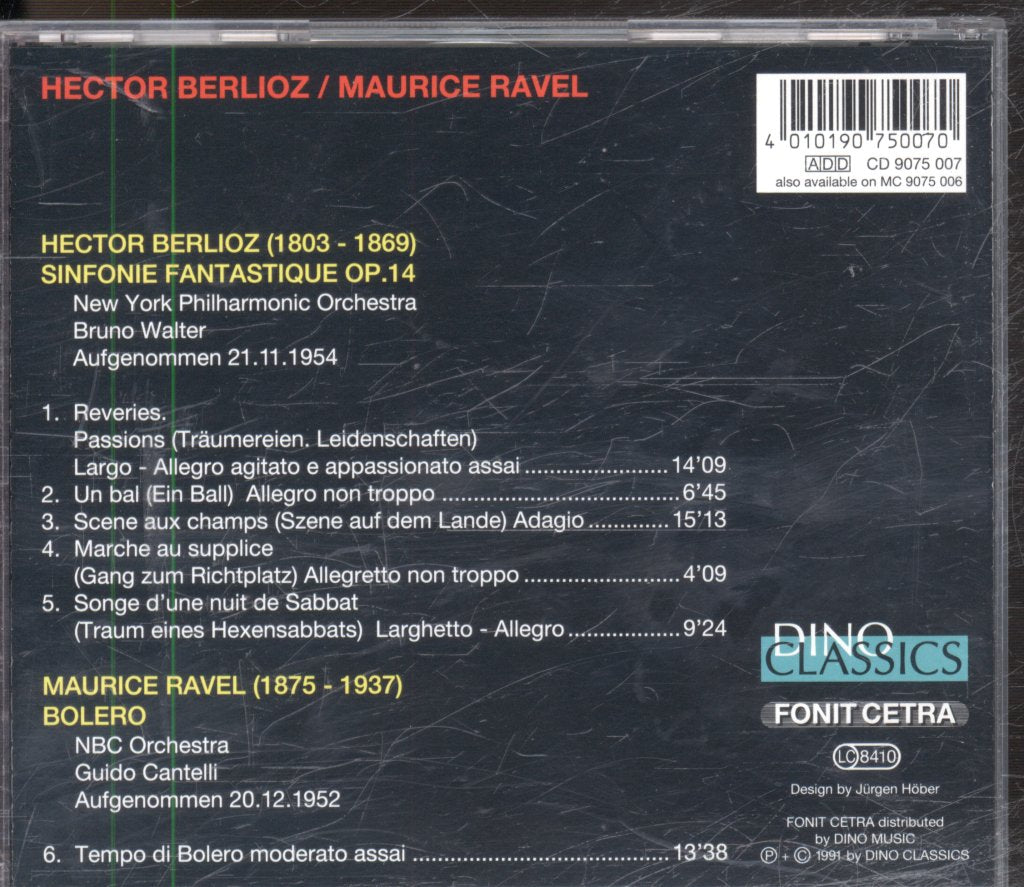 HECTOR BERLIOZ / MAURICE RAVEL
4 010190 750070
ADD CD 9075 007
also available on MC 9075 006
HECTOR BERLIOZ (1803 - 1869)
SINFONIE FANTASTIQUE OP.14
New York Philharmonic Orchestra
Bruno Walter
Aufgenommen 21.11.1954
1. Reveries.
Passions (Träumereien. Leidenschaften)
Largo - Allegro agitato e appassionato assai ...................... 14'09
2. Un bal (Ein Ball) Allegro non troppo .................................... 6'45
3. Scene aux champs (Szene auf dem Lande) Adagio ............. 15'13
4. Marche au supplice
(Gang zum Richtplatz) Allegretto non troppo ........................ 4'09
5. Songe d'une nuit de Sabbat
(Traum eines Hexensabbats) Larghetto - Allegro ................. 9'24
MAURICE RAVEL (1875 - 1937)
BOLERO
NBC Orchestra
Guido Cantelli
Aufgenommen 20.12.1952
6. Tempo di Bolero moderato assai ....................................... 13'38
DINO
CLASSICS
FONIT CETRA
LC 8410
Design by Jürgen Höber
FONIT CETRA distributed
by DINO MUSIC
Ⓟ + © 1991 by DINO CLASSICS